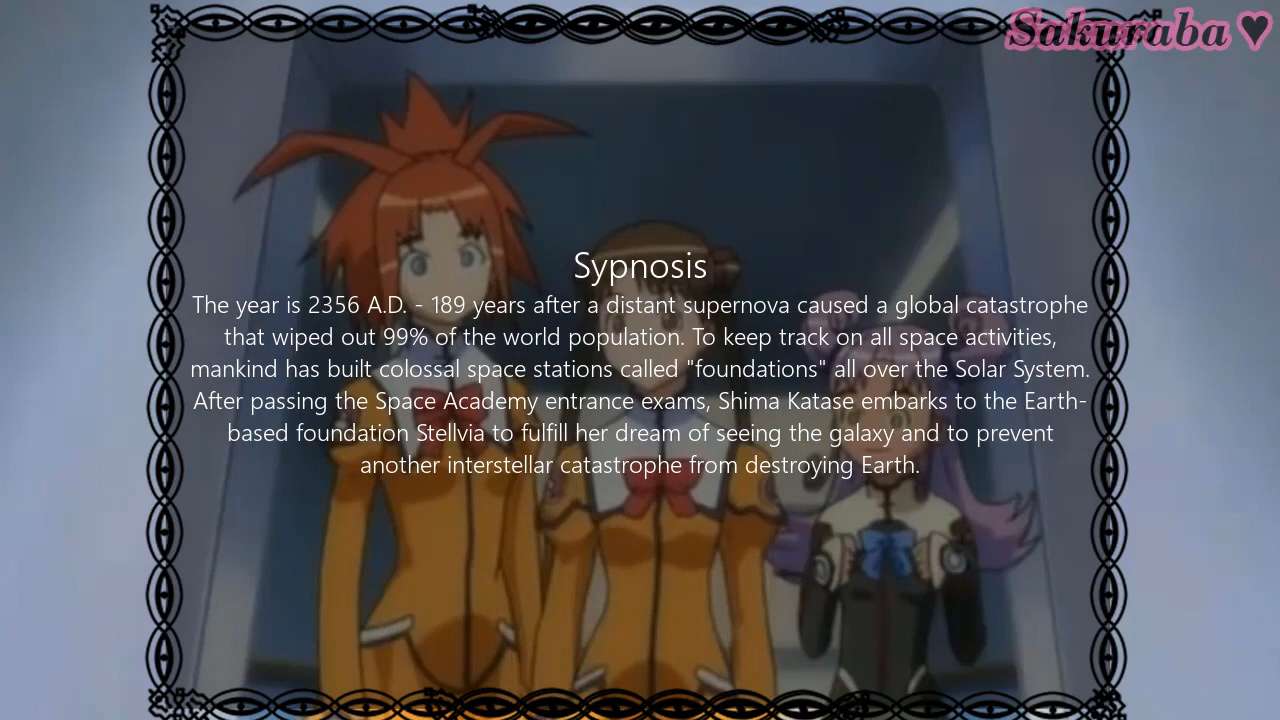 Sakuraba ♥
Sypnosis
The year is 2356 A.D. - 189 years after a distant supernova caused a global catastrophe
that wiped out 99% of the world population. To keep track on all space activities,
mankind has built colossal space stations called "foundations" all over the Solar System.
After passing the Space Academy entrance exams, Shima Katase embarks to the Earth-
based foundation Stellvia to fulfill her dream of seeing the galaxy and to prevent
another interstellar catastrophe from destroying Earth.